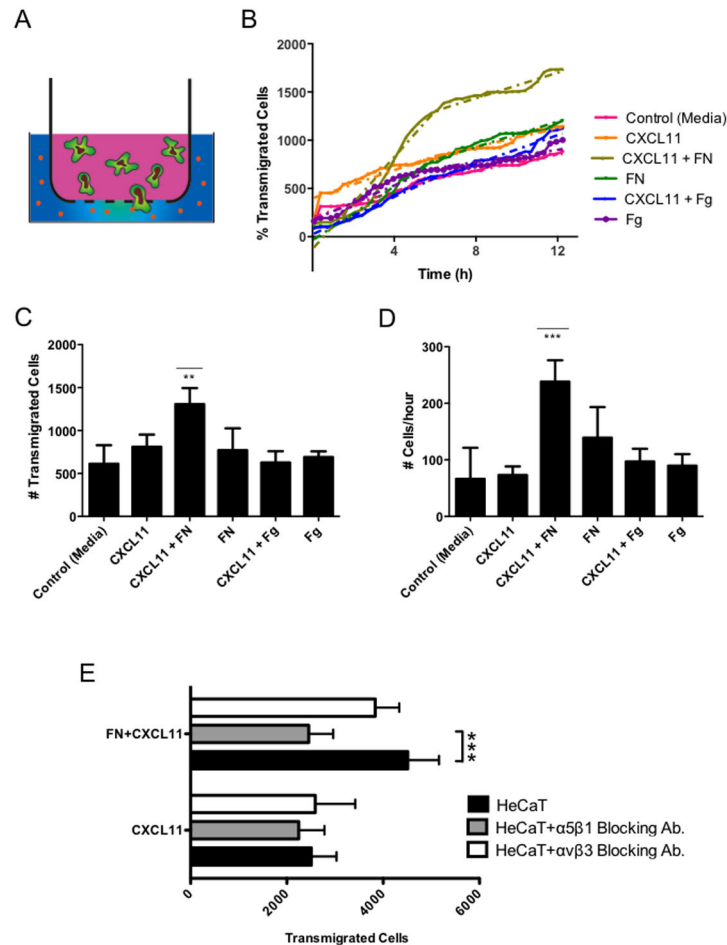 A
B
% Transmigrated Cells
2000
1500
1000
500
0
4
8
12
Time (h)
Control (Media)
CXCL11
CXCL11 + FN
FN
CXCL11 + Fg
Fg
C
# Transmigrated Cells
2000
1500
1000
500
0
**
Control (Media)
CXCL11
CXCL11 + FN
FN
CXCL11 + Fg
Fg
D
# Cells/hour
300
200
100
0
***
Control (Media)
CXCL11
CXCL11 + FN
FN
CXCL11 + Fg
Fg
E
FN+CXCL11
CXCL11
***
0
2000
4000
6000
Transmigrated Cells
HeCaT
HeCaT+α5β1 Blocking Ab.
HeCaT+αvβ3 Blocking Ab.